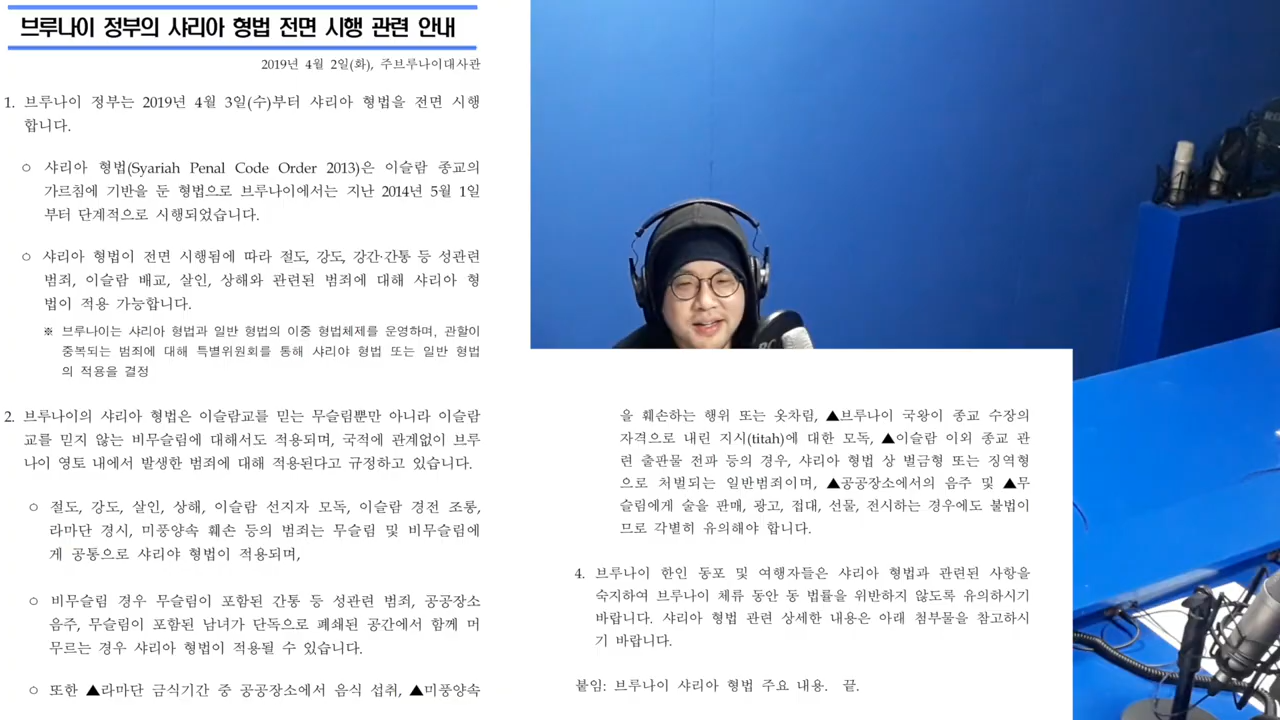 브루나이 정부의 샤리아 형법 전면 시행 관련 안내
2019년 4월 2일(화), 주브루나이대사관
1. 브루나이 정부는 2019년 4월 3일(수)부터 샤리아 형법을 전면 시행
합니다.
○ 샤리아 형법(Syariah Penal Code Order 2013)은 이슬람 종교의
가르침에 기반을 둔 형법으로 브루나이에서는 지난 2014년 5월 1일
부터 단계적으로 시행되었습니다.
○ 샤리아 형법이 전면 시행됨에 따라 절도, 강도, 강간·간통 등 성관련
범죄, 이슬람 배교, 살인, 상해와 관련된 범죄에 대해 샤리아 형
법이 적용 가능합니다.
※ 브루나이는 샤리아 형법과 일반 형법의 이중 형법체제를 운영하며, 관할이
중복되는 범죄에 대해 특별위원회를 통해 샤리야 형법 또는 일반 형법
의 적용을 결정
2. 브루나이의 샤리아 형법은 이슬람교를 믿는 무슬림뿐만 아니라 이슬람
교를 믿지 않는 비무슬림에 대해서도 적용되며, 국적에 관계없이 브루
나이 영토 내에서 발생한 범죄에 대해 적용된다고 규정하고 있습니다.
○ 절도, 강도, 살인, 상해, 이슬람 선지자 모독, 이슬람 경전 조롱,
라마단 경시, 미풍양속 훼손 등의 범죄는 무슬림 및 비무슬림에
게 공통으로 샤리야 형법이 적용되며,
○ 비무슬림 경우 무슬림이 포함된 간통 등 성관련 범죄, 공공장소
음주, 무슬림이 포함된 남녀가 단독으로 폐쇄된 공간에서 함께 머
무르는 경우 샤리아 형법이 적용될 수 있습니다.
○ 또한 ▲라마단 금식기간 중 공공장소에서 음식 섭취, ▲미풍양속
을 훼손하는 행위 또는 옷차림, ▲브루나이 국왕이 종교 수장의
자격으로 내린 지시(titah)에 대한 모독, ▲이슬람 이외 종교 관
련 출판물 전파 등의 경우, 샤리아 형법 상 벌금형 또는 징역형
으로 처벌되는 일반범죄이며, ▲공공장소에서의 음주 및 ▲무
슬림에게 술을 판매, 광고, 접대, 선물, 전시하는 경우에도 불법이
므로 각별히 유의해야 합니다.
4. 브루나이 한인 동포 및 여행자들은 샤리아 형법과 관련된 사항을
숙지하여 브루나이 체류 동안 동 법률을 위반하지 않도록 유의하시기
바랍니다. 샤리아 형법 관련 상세한 내용은 아래 첨부물을 참고하시
기 바랍니다.
붙임: 브루나이 샤리아 형법 주요 내용. 끝.